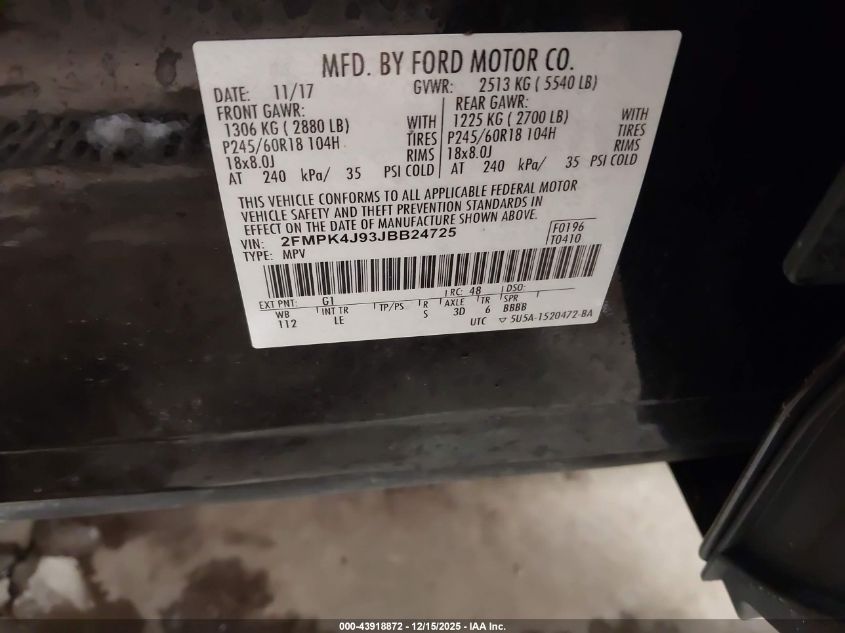 MFD. BY FORD MOTOR CO.
DATE: 11/17 GVWR: 2513 KG ( 5540 LB)
FRONT GAWR: REAR GAWR:
1306 KG ( 2880 LB) WITH 1225 KG ( 2700 LB) WITH
P245/60R18 104H TIRES P245/60R18 104H TIRES
18x8.0J RIMS 18x8.0J RIMS
AT 240 kPa/ 35 PSI COLD AT 240 kPa/ 35 PSI COLD
THIS VEHICLE CONFORMS TO ALL APPLICABLE FEDERAL MOTOR
VEHICLE SAFETY AND THEFT PREVENTION STANDARDS IN
EFFECT ON THE DATE OF MANUFACTURE SHOWN ABOVE.
VIN: 2FMPK4J93JBB24725 F0196
TYPE: MPV T0410
EXT PNT: G1 RC: 48 DSO:
WB INT TR TP/PS R AXLE TR SPR
112 LE S 3D 6 BBBB
UTC ▽ 5U5A-1520472-BA
000-43918872 - 12/15/2025 - IAA Inc.